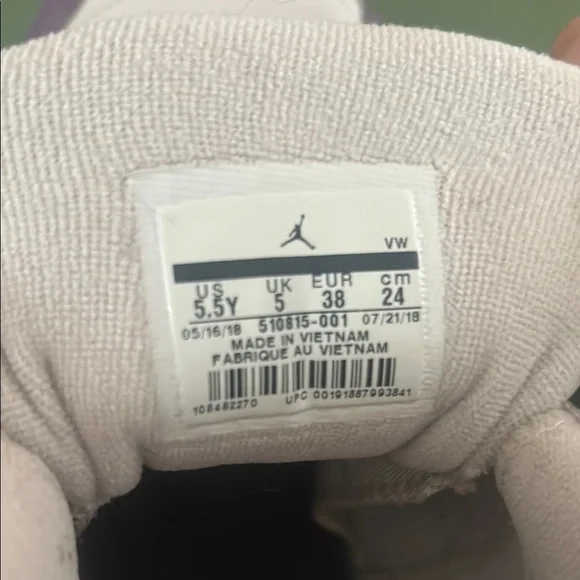 VW
US UK EUR cm
5.5Y 5 38 24
05/16/18 510815-001 07/21/18
MADE IN VIETNAM
FABRIQUE AU VIETNAM
108482270 UPC 00191887993841